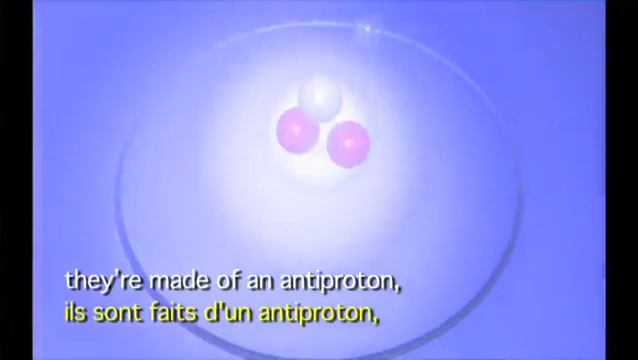 they're made of an antiproton,
ils sont faits d'un antiproton,